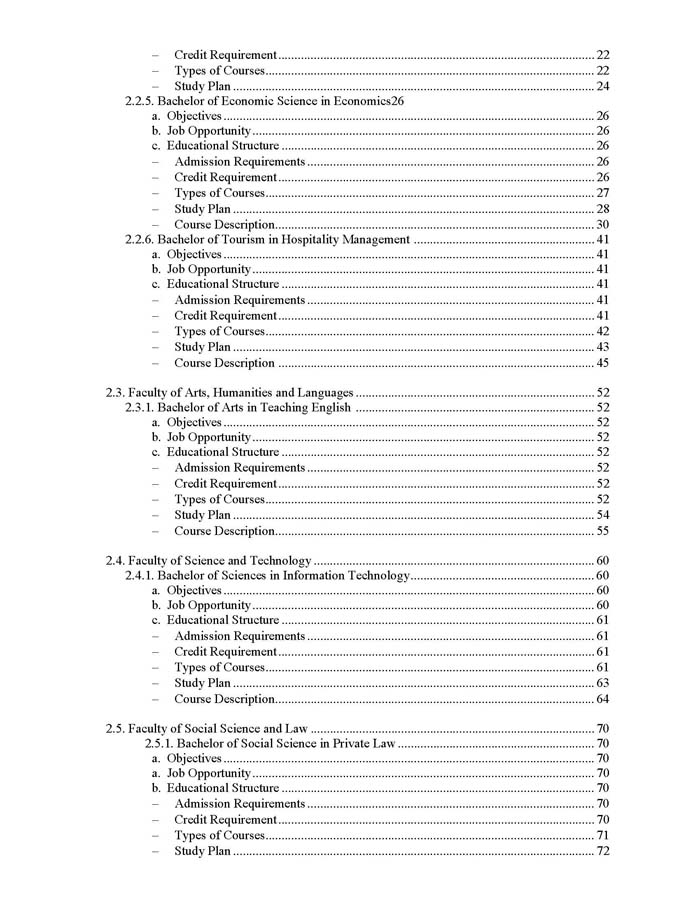 – Credit Requirement.................................................................................................. 22
– Types of Courses...................................................................................................... 22
– Study Plan ................................................................................................................ 24
2.2.5. Bachelor of Economic Science in Economics26
a. Objectives................................................................................................................... 26
b. Job Opportunity.......................................................................................................... 26
c. Educational Structure ................................................................................................. 26
– Admission Requirements ......................................................................................... 26
– Credit Requirement.................................................................................................. 26
– Types of Courses...................................................................................................... 27
– Study Plan ................................................................................................................ 28
– Course Description................................................................................................... 30
2.2.6. Bachelor of Tourism in Hospitality Management ........................................................ 41
a. Objectives................................................................................................................... 41
b. Job Opportunity.......................................................................................................... 41
c. Educational Structure ................................................................................................. 41
– Admission Requirements ......................................................................................... 41
– Credit Requirement.................................................................................................. 41
– Types of Courses...................................................................................................... 42
– Study Plan ................................................................................................................ 43
– Course Description .................................................................................................. 45
2.3. Faculty of Arts, Humanities and Languages .......................................................................... 52
2.3.1. Bachelor of Arts in Teaching English .......................................................................... 52
a. Objectives................................................................................................................... 52
b. Job Opportunity.......................................................................................................... 52
c. Educational Structure ................................................................................................. 52
– Admission Requirements ......................................................................................... 52
– Credit Requirement.................................................................................................. 52
– Types of Courses...................................................................................................... 52
– Study Plan ................................................................................................................ 54
– Course Description................................................................................................... 55
2.4. Faculty of Science and Technology ....................................................................................... 60
2.4.1. Bachelor of Sciences in Information Technology......................................................... 60
a. Objectives................................................................................................................... 60
b. Job Opportunity.......................................................................................................... 60
c. Educational Structure ................................................................................................. 61
– Admission Requirements ......................................................................................... 61
– Credit Requirement.................................................................................................. 61
– Types of Courses...................................................................................................... 61
– Study Plan ................................................................................................................ 63
– Course Description................................................................................................... 64
2.5. Faculty of Social Science and Law ........................................................................................ 70
2.5.1. Bachelor of Social Science in Private Law ............................................................. 70
a. Objectives................................................................................................................... 70
a. Job Opportunity.......................................................................................................... 70
b. Educational Structure ................................................................................................. 70
– Admission Requirements ......................................................................................... 70
– Credit Requirement.................................................................................................. 70
– Types of Courses...................................................................................................... 71
– Study Plan ................................................................................................................ 72